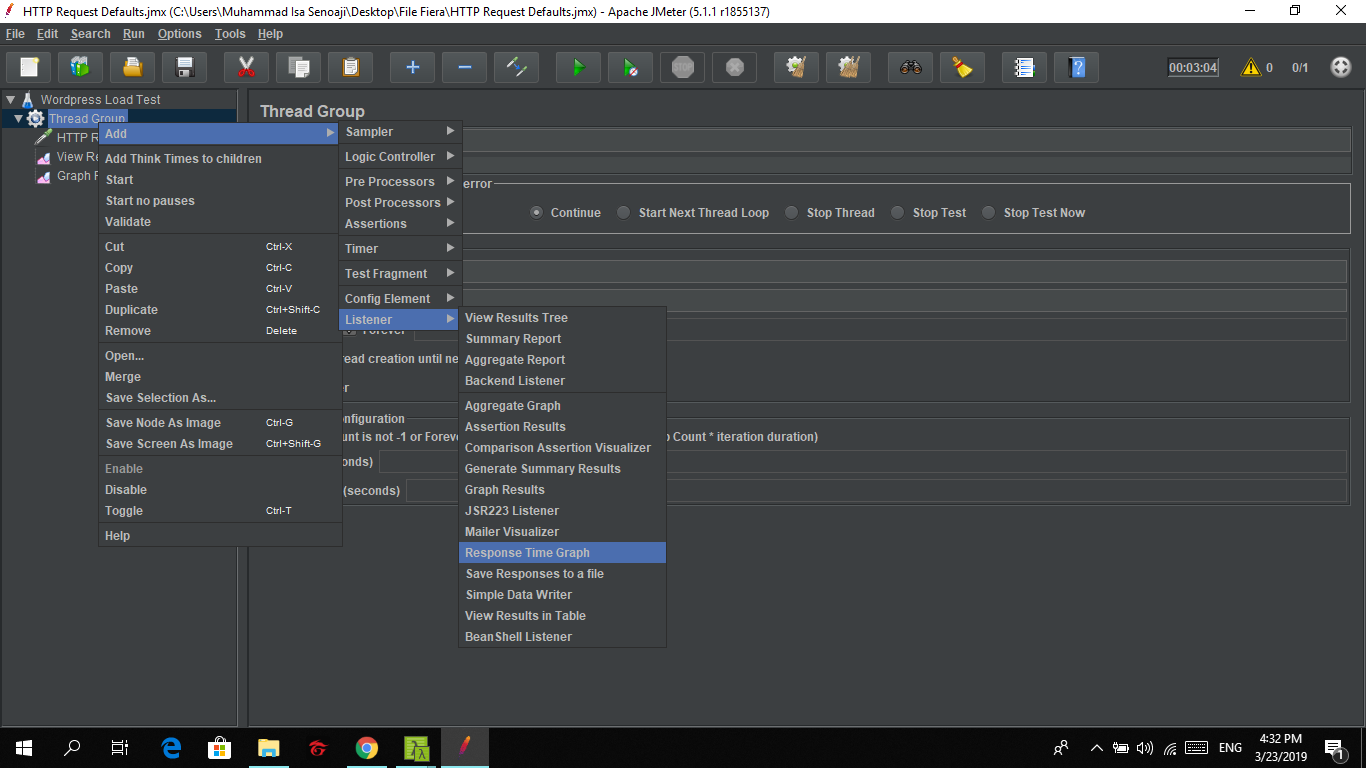 HTTP Request Defaults.jmx (C:\Users\Muhammad Isa Senoaji\Desktop\File Fiera\HTTP Request Defaults.jmx) - Apache JMeter (5.1.1 r1855137)
File Edit Search Run Options Tools Help
00:03:04 0 0/1
Wordpress Load Test
Thread Group
HTTP R
View Re
Graph R
Thread Group
error
Continue Start Next Thread Loop Stop Thread Stop Test Stop Test Now
Forever
read creation until ne
r
onfiguration
unt is not -1 or Foreve
p Count * iteration duration)
onds)
(seconds)
Add
Add Think Times to children
Start
Start no pauses
Validate
Cut Ctrl-X
Copy Ctrl-C
Paste Ctrl-V
Duplicate Ctrl+Shift-C
Remove Delete
Open...
Merge
Save Selection As...
Save Node As Image Ctrl-G
Save Screen As Image Ctrl+Shift-G
Enable
Disable
Toggle Ctrl-T
Help
Sampler
Logic Controller
Pre Processors
Post Processors
Assertions
Timer
Test Fragment
Config Element
Listener
View Results Tree
Summary Report
Aggregate Report
Backend Listener
Aggregate Graph
Assertion Results
Comparison Assertion Visualizer
Generate Summary Results
Graph Results
JSR223 Listener
Mailer Visualizer
Response Time Graph
Save Responses to a file
Simple Data Writer
View Results in Table
BeanShell Listener
ENG
4:32 PM
3/23/2019
1